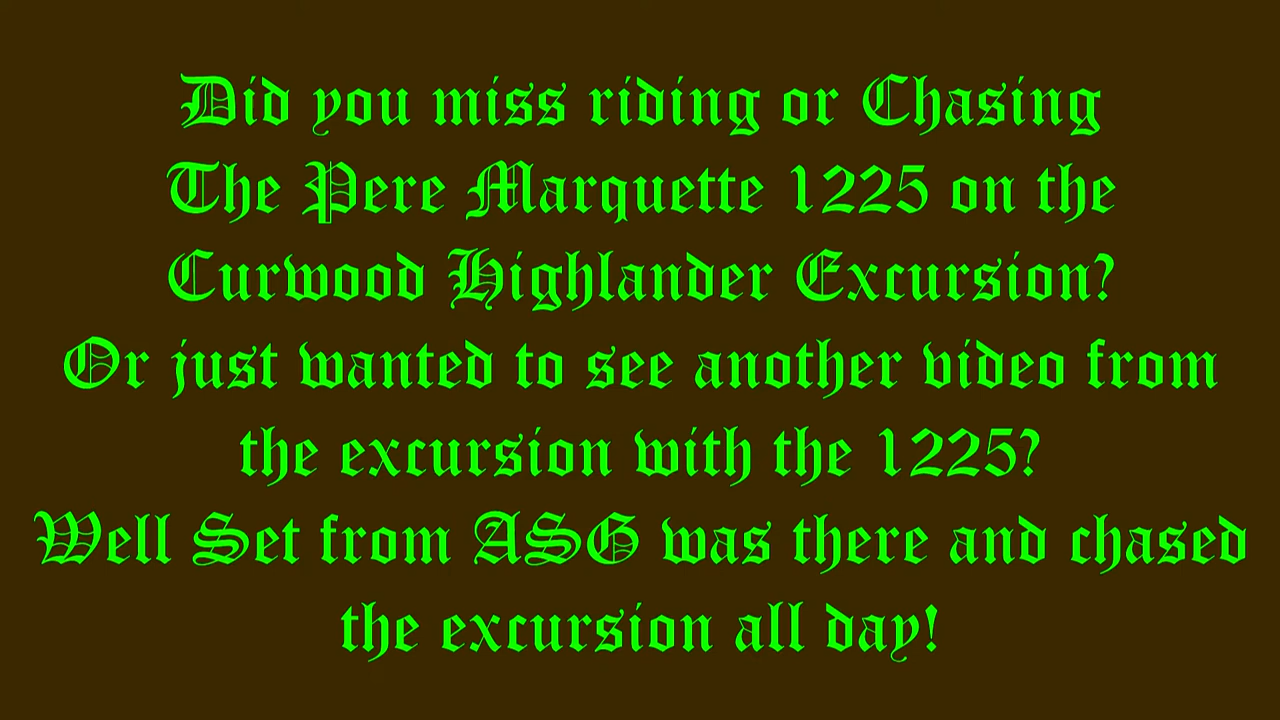 Did you miss riding or Chasing
The Pere Marquette 1225 on the
Curwood Highlander Excursion?
Or just wanted to see another video from
the excursion with the 1225?
Well Set from ASG was there and chased
the excursion all day!